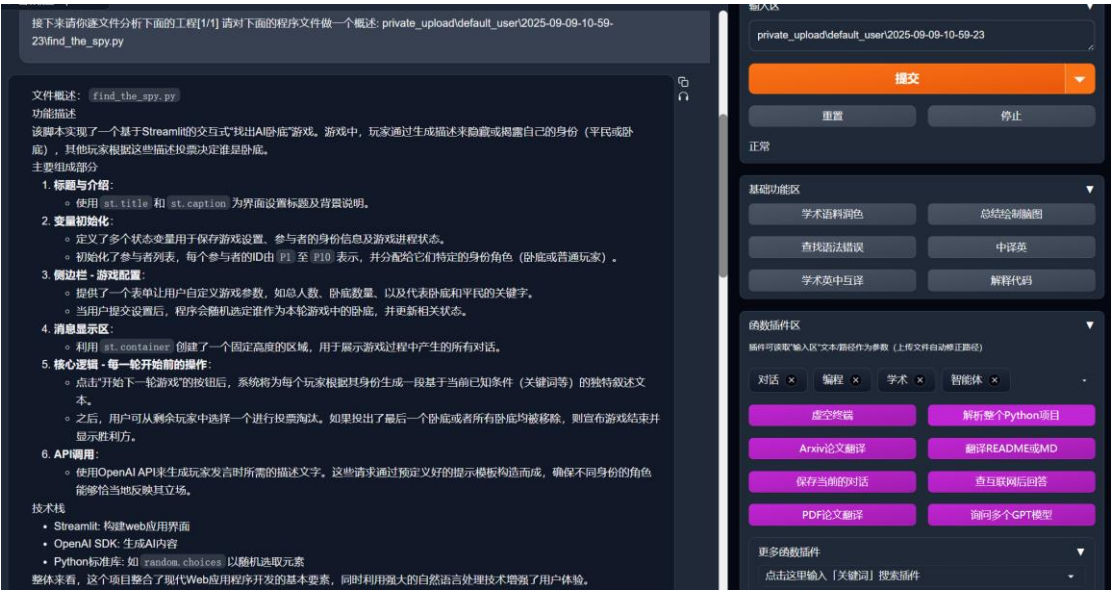 接下来请你逐文件分析下面的工程[1/1] 请对下面的程序文件做一个概述: private_upload\default_user\2025-09-09-10-59-
23\find_the_spy.py
文件概述: find_the_spy.py
功能描述
该脚本实现了一个基于Streamlit的交互式“找出AI卧底”游戏。游戏中，玩家通过生成描述来隐藏或揭露自己的身份（平民或卧
底），其他玩家根据这些描述投票决定谁是卧底。
主要组成部分
1. 标题与介绍:
使用 st.title 和 st.caption 为界面设置标题及背景说明。
2. 变量初始化:
定义了多个状态变量用于保存游戏设置、参与者的身份信息及游戏进程状态。
初始化了参与者列表，每个参与者的ID由 P1 至 P10 表示，并分配给它们特定的身份角色（卧底或普通玩家）。
3. 侧边栏 - 游戏配置:
提供了一个表单让用户自定义游戏参数，如总人数、卧底数量、以及代表卧底和平民的关键字。
当用户提交设置后，程序会随机选定谁作为本轮游戏中的卧底，并更新相关状态。
4. 消息显示区:
利用 st.container 创建了一个固定高度的区域，用于展示游戏过程中产生的所有对话。
5. 核心逻辑 - 每一轮开始前的操作:
点击“开始下一轮游戏”的按钮后，系统将为每个玩家根据其身份生成一段基于当前已知条件（关键词等）的独特叙述文
本。
之后，用户可从剩余玩家中选择一个进行投票淘汰。如果投出了最后一个卧底或者所有卧底均被移除，则宣布游戏结束并
显示胜利方。
6. API调用:
使用OpenAI API来生成玩家发言时所需的描述文字。这些请求通过预定义好的提示模板构造而成，确保不同身份的角色
能够恰当地反映其立场。
技术栈
Streamlit: 构建web应用界面
OpenAI SDK: 生成AI内容
Python标准库: 如 random.choices 以随机选取元素
整体来看，这个项目整合了现代Web应用程序开发的基本要素，同时利用强大的自然语言处理技术增强了用户体验。
输入区
private_upload\default_user\2025-09-09-10-59-23
提交
重置
停止
正常
基础功能区
学术语料润色
总结绘制脑图
查找语法错误
中译英
学术英中互译
解释代码
函数插件区
插件可读取“输入区”文本/路径作为参数（上传文件自动修正路径）
对话 ×
编程 ×
学术 ×
智能体 ×
虚空终端
解析整个Python项目
Arxiv论文翻译
翻译README或MD
保存当前的对话
查互联网后回答
PDF论文翻译
询问多个GPT模型
更多函数插件
点击这里输入「关键词」搜索插件